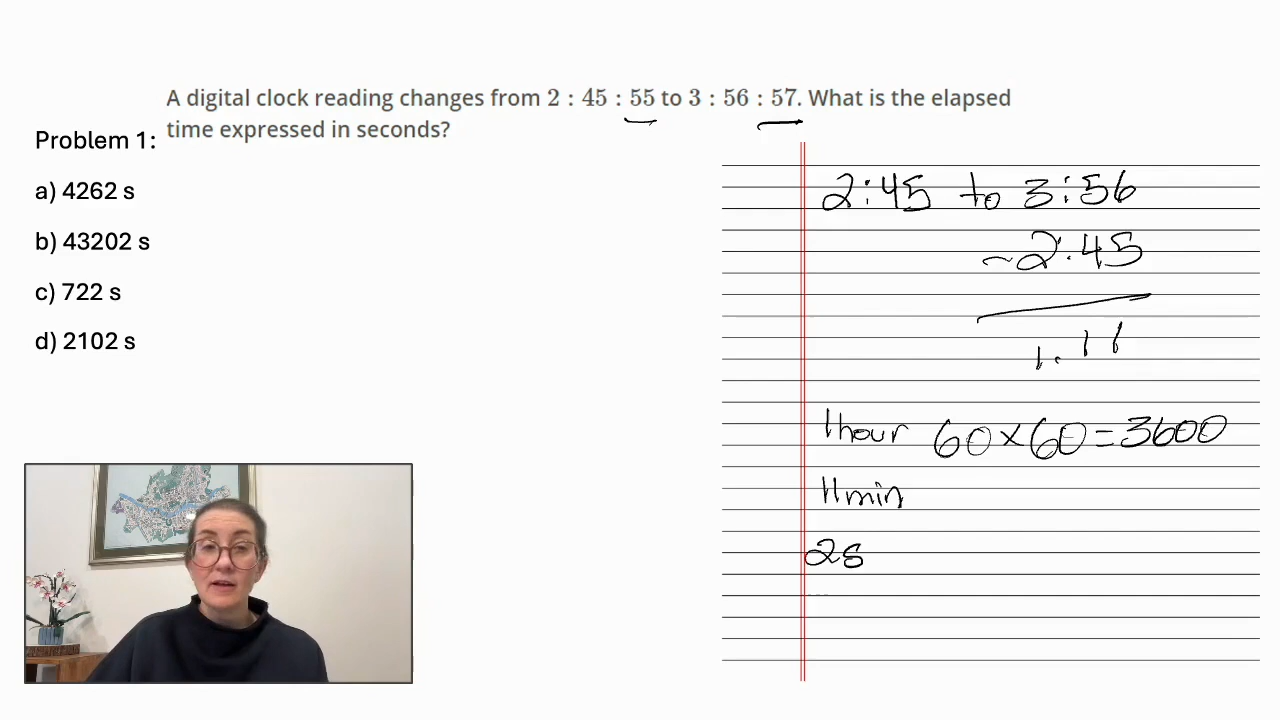 A digital clock reading changes from 2 : 45 : 55 to 3 : 56 : 57. What is the elapsed
time expressed in seconds?
Problem 1:
a) 4262 s
b) 43202 s
c) 722 s
d) 2102 s
2:45 to 3:56
-2.45
1.11
1hour 60×60=3600
11min
2s